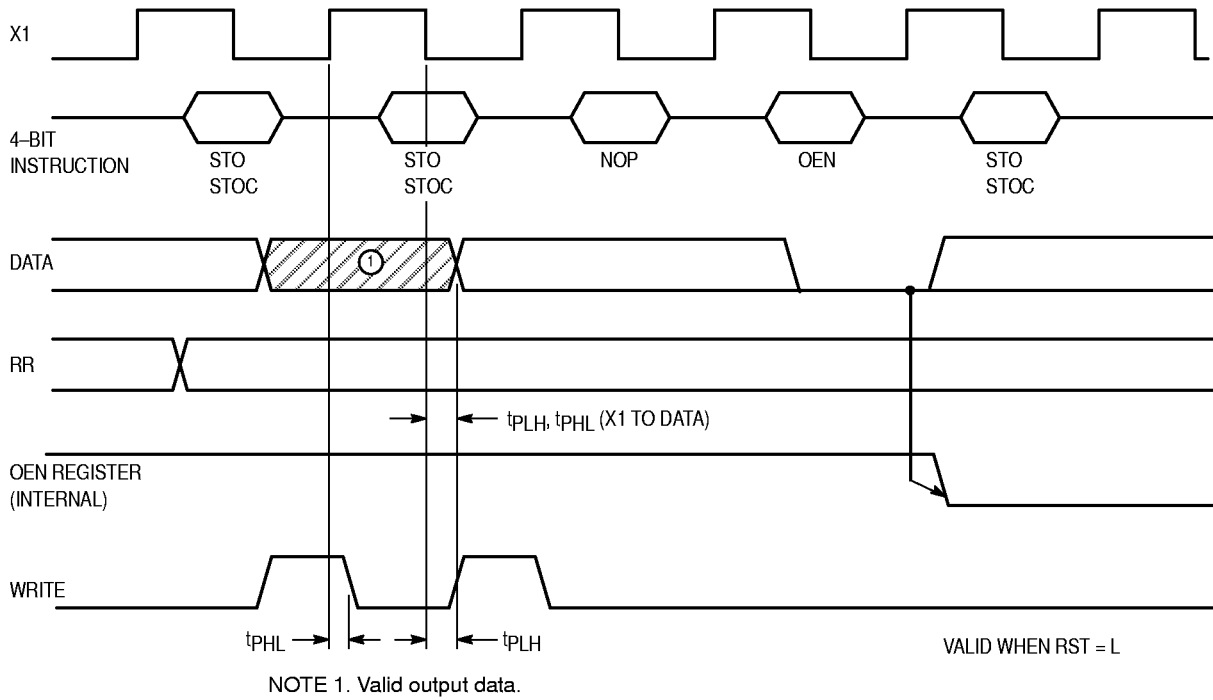 X1
4–BIT
INSTRUCTION
STO
STOC
STO
STOC
NOP
OEN
STO
STOC
DATA
1
RR
tPLH, tPHL (X1 TO DATA)
OEN REGISTER
(INTERNAL)
WRITE
tPHL
tPLH
VALID WHEN RST = L
NOTE 1. Valid output data.